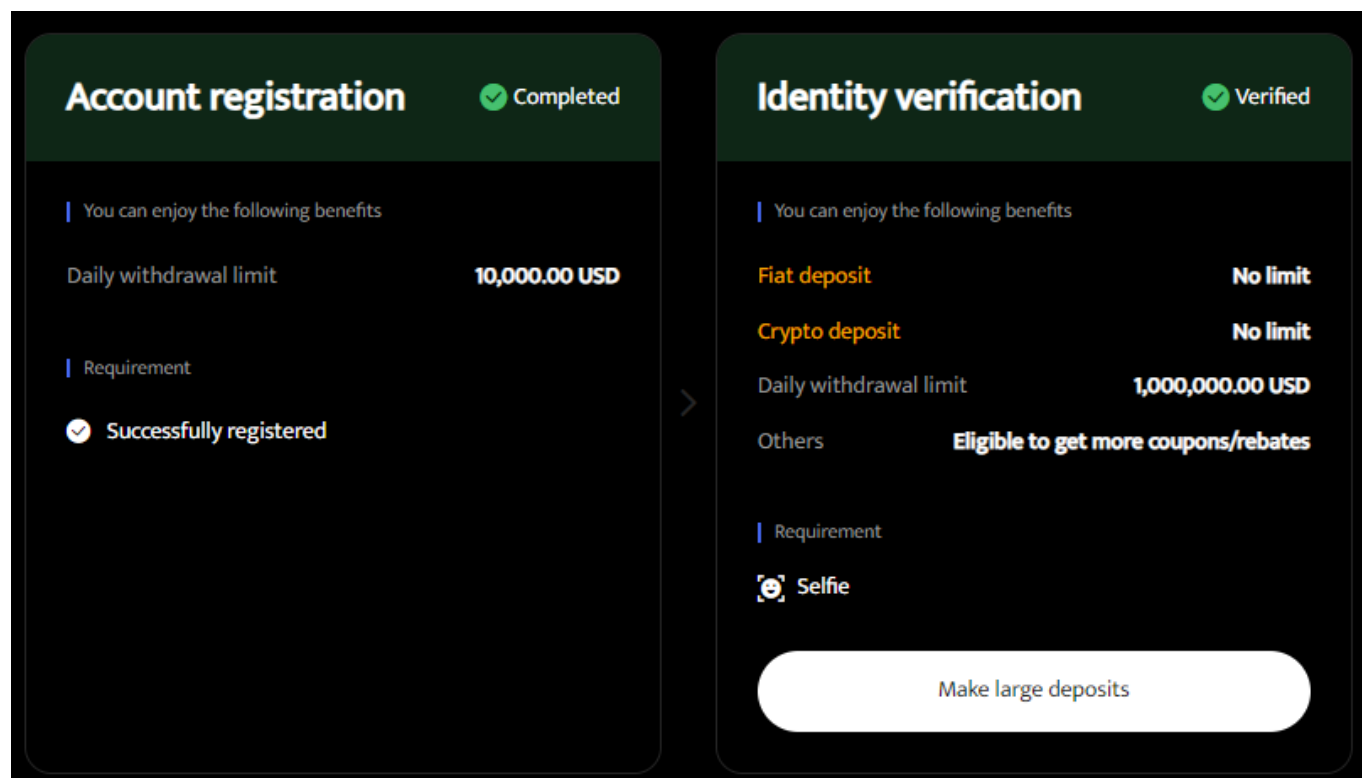 Account registration
Completed
You can enjoy the following benefits
Daily withdrawal limit 10,000.00 USD
Requirement
Successfully registered
Identity verification
Verified
You can enjoy the following benefits
Fiat deposit No limit
Crypto deposit No limit
Daily withdrawal limit 1,000,000.00 USD
Others Eligible to get more coupons/rebates
Requirement
Selfie
Make large deposits